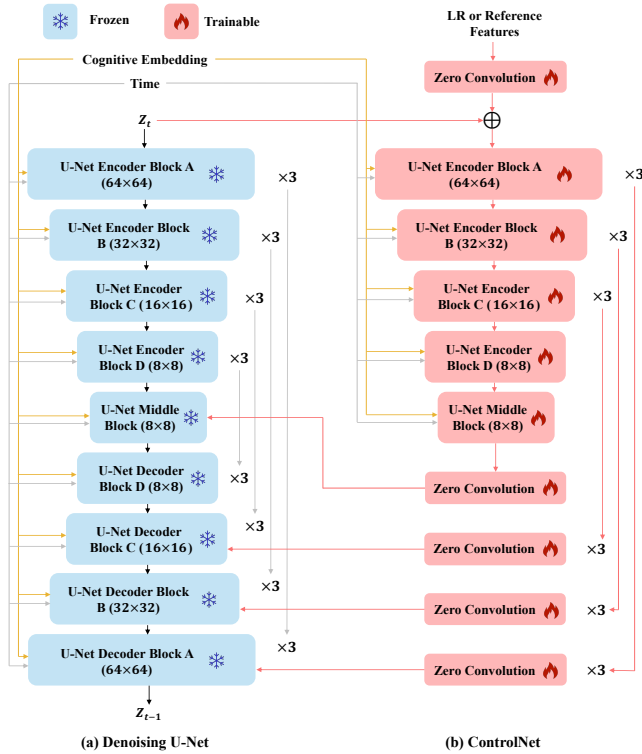 Frozen
Trainable
LR or Reference
Features
Cognitive Embedding
Time
Zero Convolution
Z_t
U-Net Encoder Block A
(64×64)
×3
U-Net Encoder Block
B (32×32)
×3
U-Net Encoder
Block C (16×16)
×3
U-Net Encoder
Block D (8×8)
×3
U-Net Middle
Block (8×8)
U-Net Decoder
Block D (8×8)
×3
U-Net Decoder
Block C (16×16)
×3
U-Net Decoder Block
B (32×32)
×3
U-Net Decoder Block A
(64×64)
×3
Z_{t−1}
(a) Denoising U-Net
U-Net Encoder Block A
(64×64)
×3
U-Net Encoder Block
B (32×32)
×3
U-Net Encoder
Block C (16×16)
×3
U-Net Encoder
Block D (8×8)
U-Net Middle
Block (8×8)
Zero Convolution
Zero Convolution
×3
Zero Convolution
×3
Zero Convolution
×3
(b) ControlNet